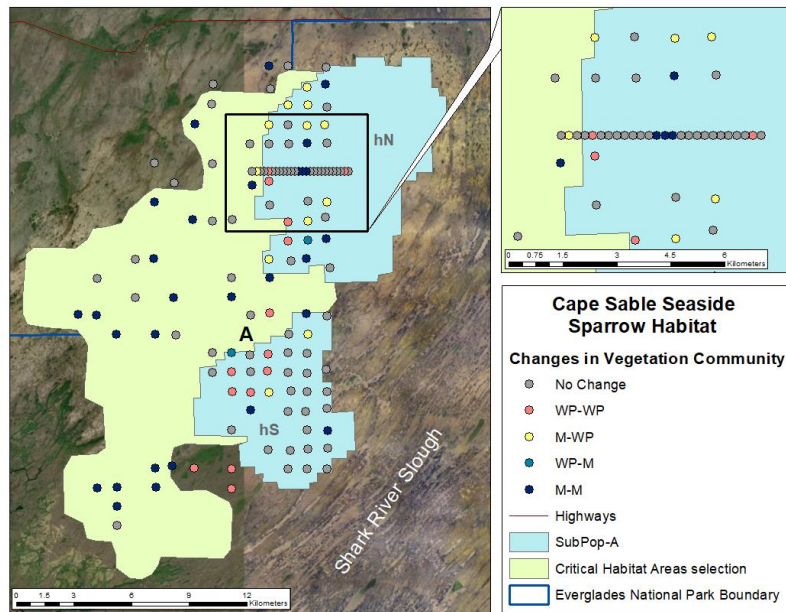 hN
A
hS
Shark River Slough
0 1.5 3 6 9 12
Kilometers
0 0.75 1.5 3 4.5 6
Kilometers
Cape Sable Seaside
Sparrow Habitat
Changes in Vegetation Community
No Change
WP-WP
M-WP
WP-M
M-M
Highways
SubPop-A
Critical Habitat Areas selection
Everglades National Park Boundary